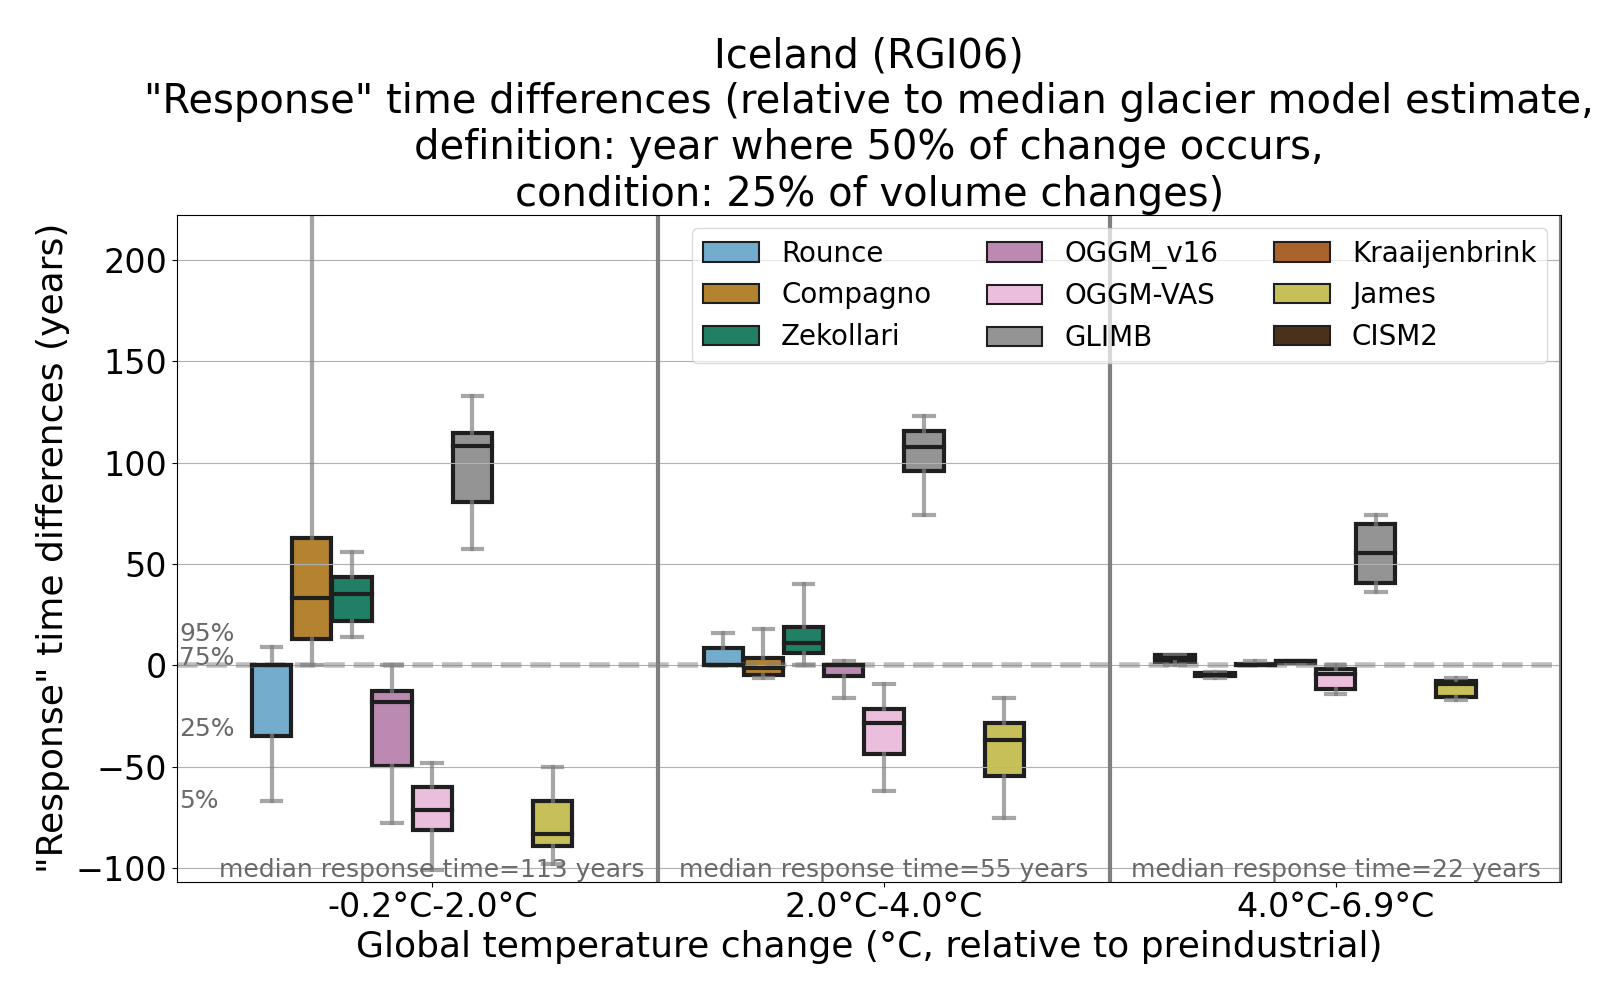 Iceland (RGI06)
"Response" time differences (relative to median glacier model estimate,
definition: year where 50% of change occurs,
condition: 25% of volume changes)
"Response" time differences (years)
200
150
100
50
0
−50
−100
Rounce
Compagno
Zekollari
OGGM_v16
OGGM-VAS
GLIMB
Kraaijenbrink
James
CISM2
95%
75%
25%
5%
median response time=113 years
median response time=55 years
median response time=22 years
-0.2°C-2.0°C
2.0°C-4.0°C
4.0°C-6.9°C
Global temperature change (°C, relative to preindustrial)